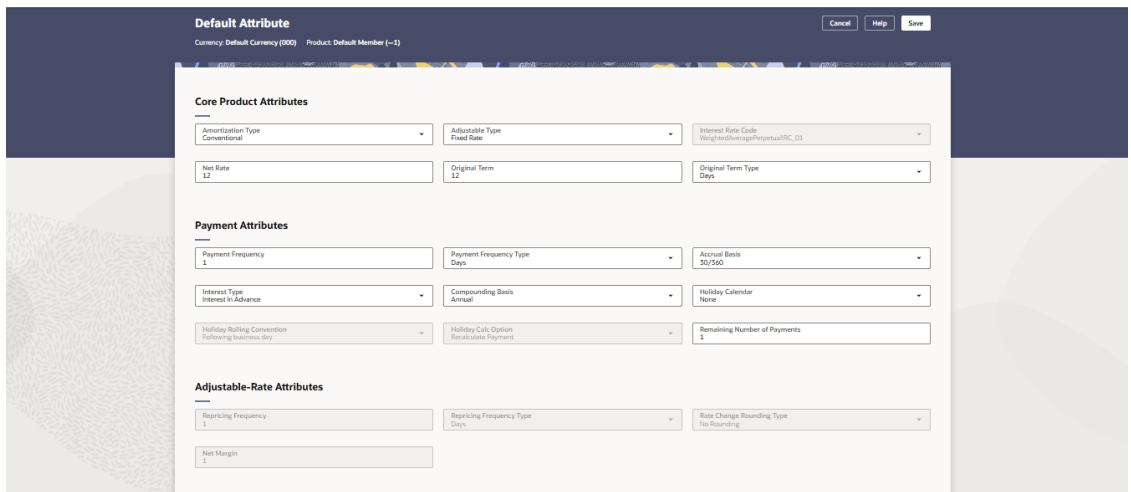 Default Attribute
Cancel Help Save
Currency: Default Currency (000) Product: Default Member (--1)
Core Product Attributes
Amortization Type Adjustable Type Interest Rate Code
Conventional Fixed Rate WeightedAveragePerpetualIRC_01
Net Rate Original Term Original Term Type
12 12 Days
Payment Attributes
Payment Frequency Payment Frequency Type Accrual Basis
1 Days 30/360
Interest Type Compounding Basis Holiday Calendar
Interest In Advance Annual None
Holiday Rolling Convention Holiday Calc Option Remaining Number of Payments
Following business day Recalculate Payment 1
Adjustable-Rate Attributes
Repricing Frequency Repricing Frequency Type Rate Change Rounding Type
1 Days No Rounding
Net Margin
1